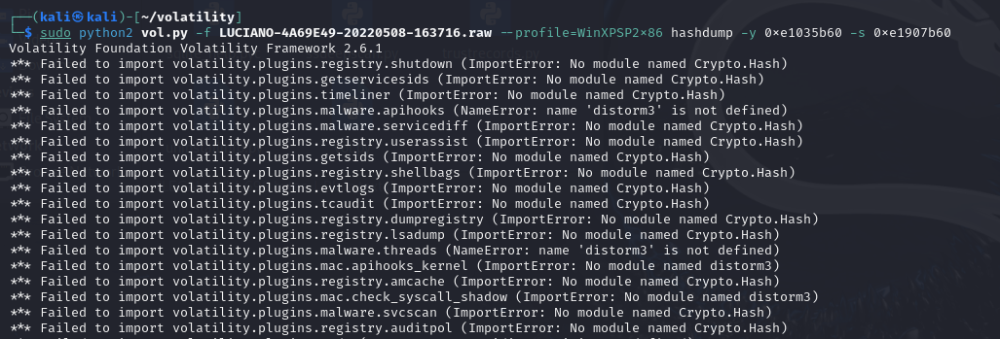 ┌──(kali㉿kali)-[~/volatility]
└─$ sudo python2 vol.py -f LUCIANO-4A69E49-20220508-163716.raw --profile=WinXPSP2×86 hashdump -y 0×e1035b60 -s 0×e1907b60
Volatility Foundation Volatility Framework 2.6.1
*** Failed to import volatility.plugins.registry.shutdown (ImportError: No module named Crypto.Hash)
*** Failed to import volatility.plugins.getservicesids (ImportError: No module named Crypto.Hash)
*** Failed to import volatility.plugins.timeliner (ImportError: No module named Crypto.Hash)
*** Failed to import volatility.plugins.malware.apihooks (NameError: name 'distorm3' is not defined)
*** Failed to import volatility.plugins.malware.servicediff (ImportError: No module named Crypto.Hash)
*** Failed to import volatility.plugins.registry.userassist (ImportError: No module named Crypto.Hash)
*** Failed to import volatility.plugins.getsids (ImportError: No module named Crypto.Hash)
*** Failed to import volatility.plugins.registry.shellbags (ImportError: No module named Crypto.Hash)
*** Failed to import volatility.plugins.evtlogs (ImportError: No module named Crypto.Hash)
*** Failed to import volatility.plugins.tcaudit (ImportError: No module named Crypto.Hash)
*** Failed to import volatility.plugins.registry.dumpregistry (ImportError: No module named Crypto.Hash)
*** Failed to import volatility.plugins.registry.lsadump (ImportError: No module named Crypto.Hash)
*** Failed to import volatility.plugins.malware.threads (NameError: name 'distorm3' is not defined)
*** Failed to import volatility.plugins.mac.apihooks_kernel (ImportError: No module named distorm3)
*** Failed to import volatility.plugins.registry.amcache (ImportError: No module named Crypto.Hash)
*** Failed to import volatility.plugins.mac.check_syscall_shadow (ImportError: No module named distorm3)
*** Failed to import volatility.plugins.malware.svcscan (ImportError: No module named Crypto.Hash)
*** Failed to import volatility.plugins.registry.auditpol (ImportError: No module named Crypto.Hash)